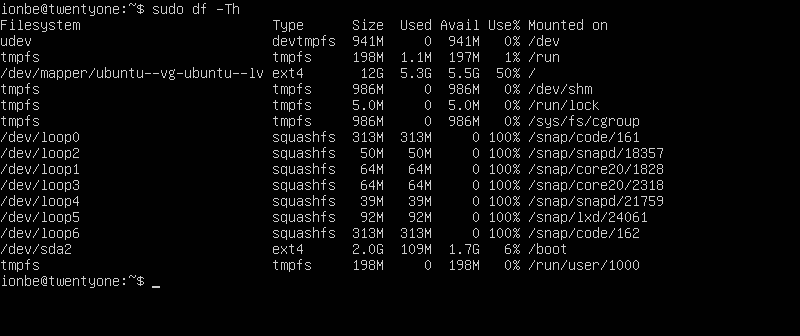 ionbe@twentyone:~$ sudo df -Th
Filesystem                        Type      Size  Used Avail Use% Mounted on
udev                              devtmpfs  941M     0  941M   0% /dev
tmpfs                             tmpfs     198M  1.1M  197M   1% /run
/dev/mapper/ubuntu--vg-ubuntu--lv ext4       12G  5.3G  5.5G  50% /
tmpfs                             tmpfs     986M     0  986M   0% /dev/shm
tmpfs                             tmpfs     5.0M     0  5.0M   0% /run/lock
tmpfs                             tmpfs     986M     0  986M   0% /sys/fs/cgroup
/dev/loop0                        squashfs  313M  313M     0 100% /snap/code/161
/dev/loop2                        squashfs   50M   50M     0 100% /snap/snapd/18357
/dev/loop1                        squashfs   64M   64M     0 100% /snap/core20/1828
/dev/loop3                        squashfs   64M   64M     0 100% /snap/core20/2318
/dev/loop4                        squashfs   39M   39M     0 100% /snap/snapd/21759
/dev/loop5                        squashfs   92M   92M     0 100% /snap/lxd/24061
/dev/loop6                        squashfs  313M  313M     0 100% /snap/code/162
/dev/sda2                         ext4      2.0G  109M  1.7G   6% /boot
tmpfs                             tmpfs     198M     0  198M   0% /run/user/1000
ionbe@twentyone:~$ _